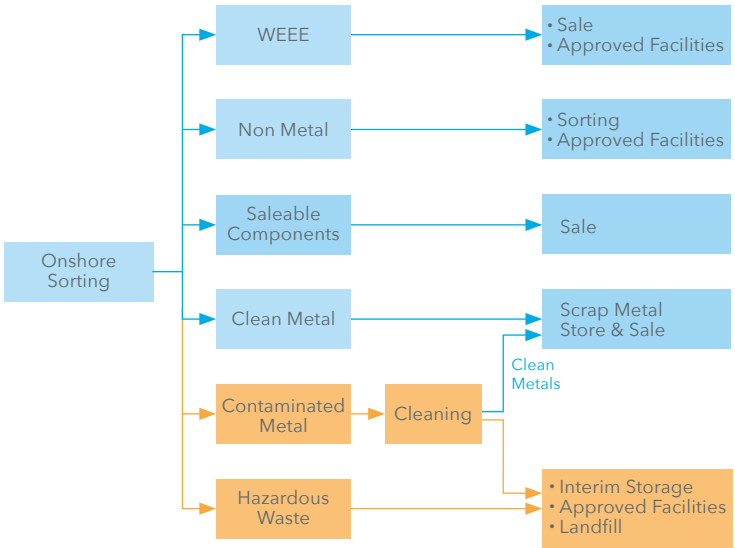 WEEE
• Sale
• Approved Facilities
Non Metal
• Sorting
• Approved Facilities
Saleable
Components
Sale
Onshore
Sorting
Clean Metal
Scrap Metal
Store & Sale
Clean
Metals
Contaminated
Metal
Cleaning
Hazardous
Waste
• Interim Storage
• Approved Facilities
• Landfill